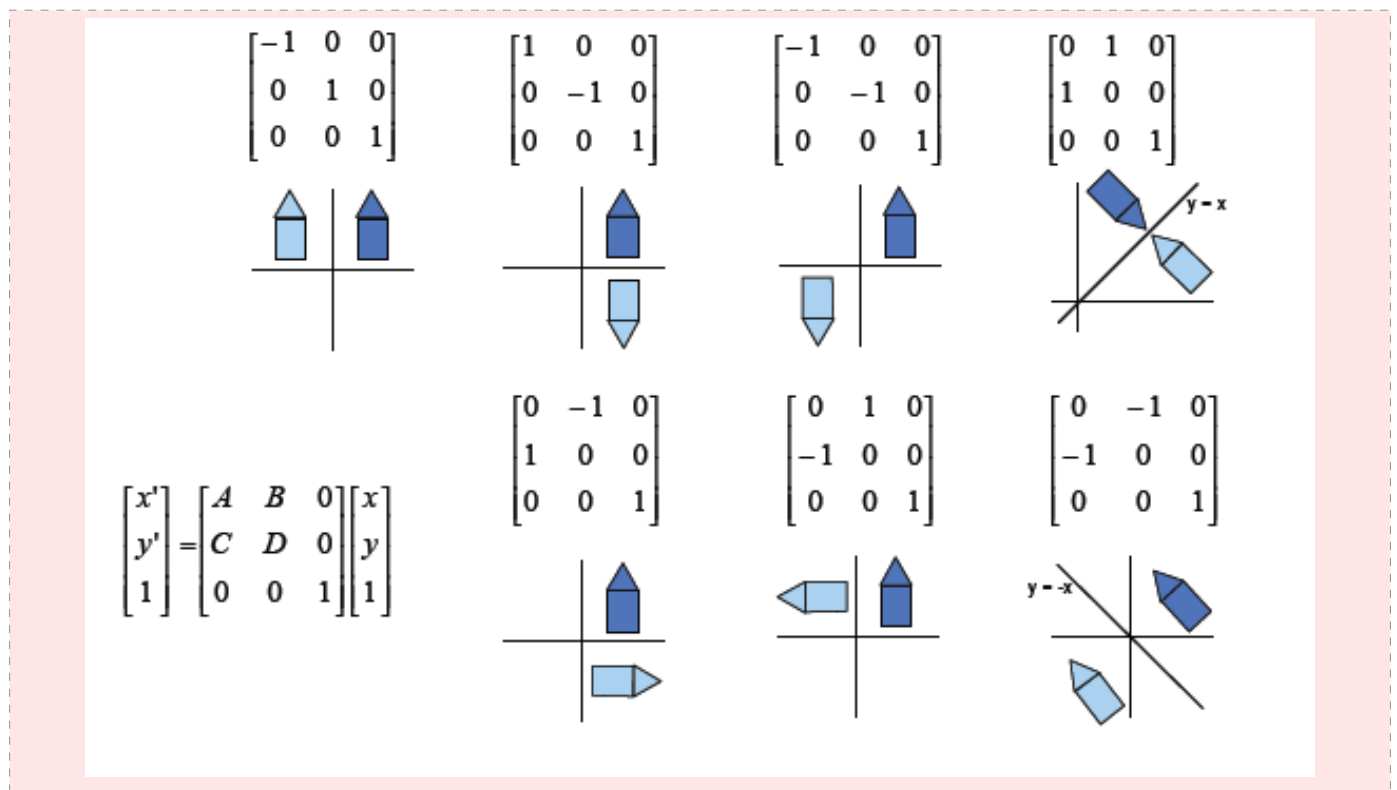 [-1 0 0] [1 0 0] [-1 0 0] [0 1 0]
[0 1 0] [0 -1 0] [0 -1 0] [1 0 0]
[0 0 1] [0 0 1] [0 0 1] [0 0 1]
y = x
[0 -1 0] [0 1 0] [0 -1 0]
[1 0 0] [-1 0 0] [-1 0 0]
[0 0 1] [0 0 1] [0 0 1]
[x'] [A B 0] [x]
[y'] = [C D 0] [y]
[1] [0 0 1] [1]
y = -x